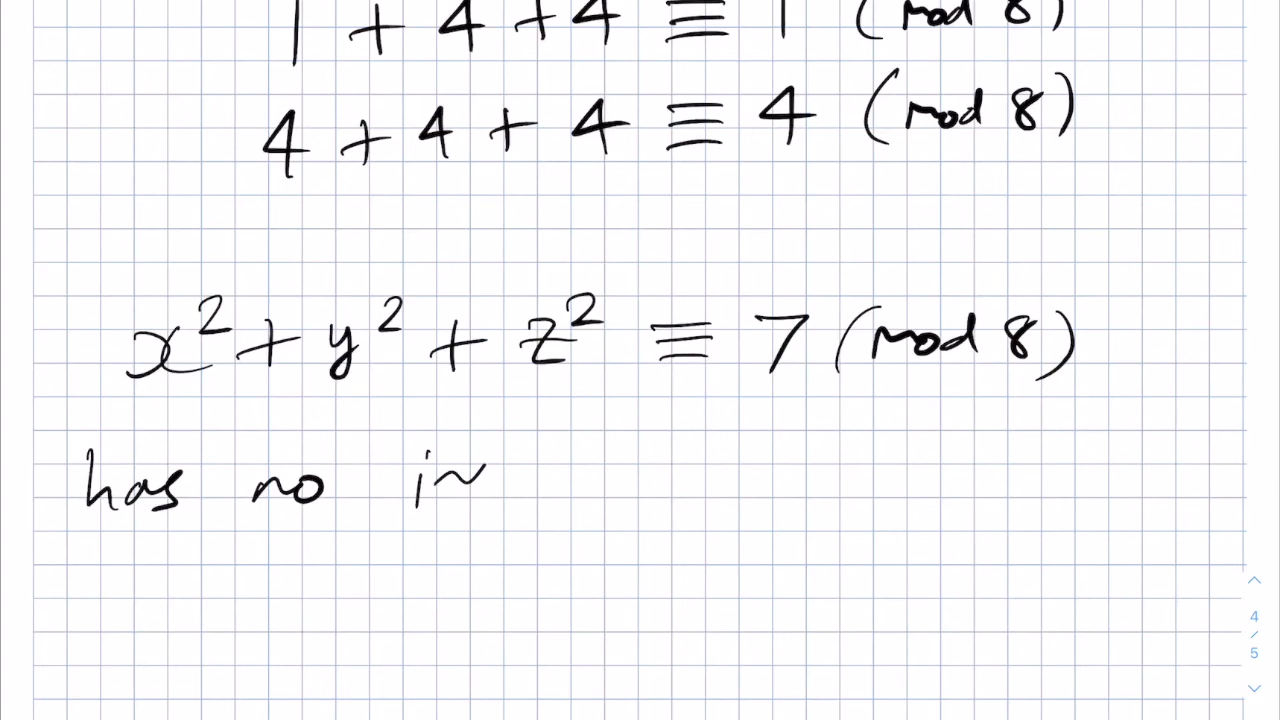 1 + 4 + 4 ≡ 1 (mod 8)
4 + 4 + 4 ≡ 4 (mod 8)
x² + y² + z² ≡ 7 (mod 8)
has no in
4
/
5